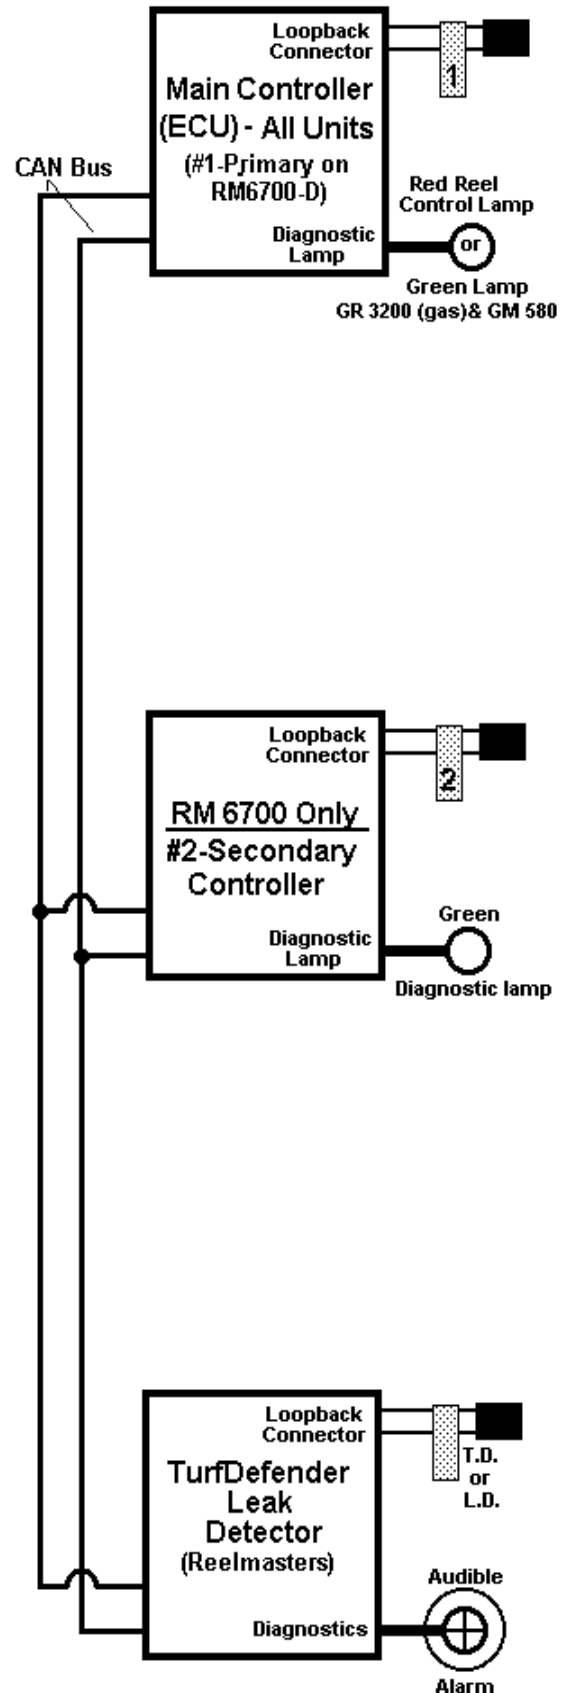 Loopback
Connector
1
Main Controller
(ECU) - All Units
(#1-Primary on
RM6700-D)
CAN Bus
Red Reel
Control Lamp
Diagnostic
Lamp
or
Green Lamp
GR 3200 (gas)& GM 580
Loopback
Connector
2
RM 6700 Only
#2-Secondary
Controller
Green
Diagnostic
Lamp
Diagnostic lamp
Loopback
Connector
T.D.
or
L.D.
TurfDefender
Leak
Detector
(Reelmasters)
Audible
Diagnostics
Alarm